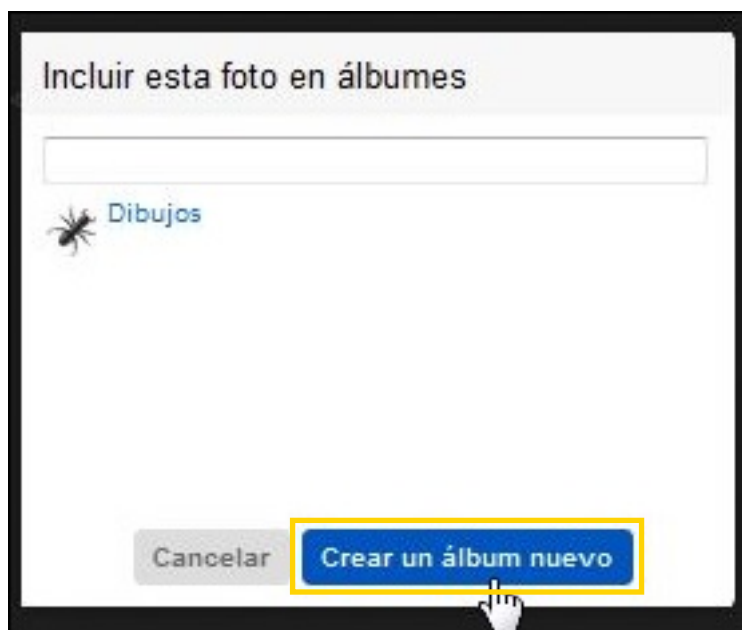 Incluir esta foto en álbumes
Dibujos
Cancelar
Crear un álbum nuevo